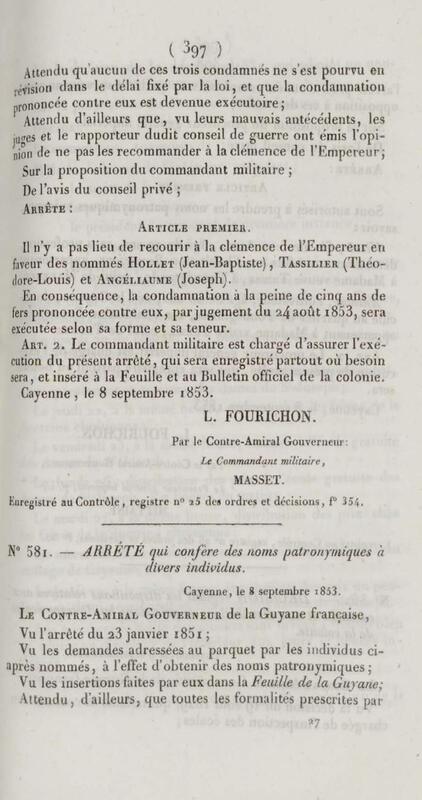 ( 397 )
Attendu qu'aucun de ces trois condamnés ne s'est pourvu en
révision dans le délai fixé par la loi, et que la condamnation
prononcée contre eux est devenue exécutoire;
Attendu d'ailleurs que, vu leurs mauvais antécédents, les
juges et le rapporteur dudit conseil de guerre ont émis l'opi-
nion de ne pas les recommander à la clémence de l'Empereur;
Sur la proposition du commandant militaire;
De l'avis du conseil privé;
ARRÊTE:
ARTICLE PREMIER.
Il n'y a pas lieu de recourir à la clémence de l'Empereur en
faveur des nommés HOLLET (Jean-Baptiste), TASSILIER (Théo-
dore-Louis) et ANGÉLIAUME (Joseph).
En conséquence, la condamnation à la peine de cinq ans de
fers prononcée contre eux, par jugement du 24 août 1853, sera
exécutée selon sa forme et sa teneur.
ART. 2. Le commandant militaire est chargé d'assurer l'exé-
cution du présent arrêté, qui sera enregistré partout où besoin
sera, et inséré à la Feuille et au Bulletin officiel de la colonie.
Cayenne, le 8 septembre 1853.
L. FOURICHON.
Par le Contre-Amiral Gouverneur:
Le Commandant militaire,
MASSET.
Enregistré au Contrôle, registre n° 25 des ordres et décisions, f° 354.
N° 581. — ARRÊTÉ qui confère des noms patronymiques à
divers individus.
Cayenne, le 8 septembre 1853.
LE CONTRE-AMIRAL GOUVERNEUR de la Guyane française,
Vu l'arrêté du 23 janvier 1851;
Vu les demandes adressées au parquet par les individus ci-
après nommés, à l'effet d'obtenir des noms patronymiques;
Vu les insertions faites par eux dans la Feuille de la Guyane;
Attendu, d'ailleurs, que toutes les formalités prescrites par
27